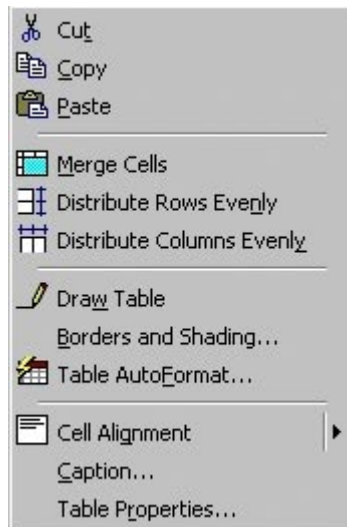 Cut
Copy
Paste
Merge Cells
Distribute Rows Evenly
Distribute Columns Evenly
Draw Table
Borders and Shading...
Table AutoFormat...
Cell Alignment
Caption...
Table Properties...